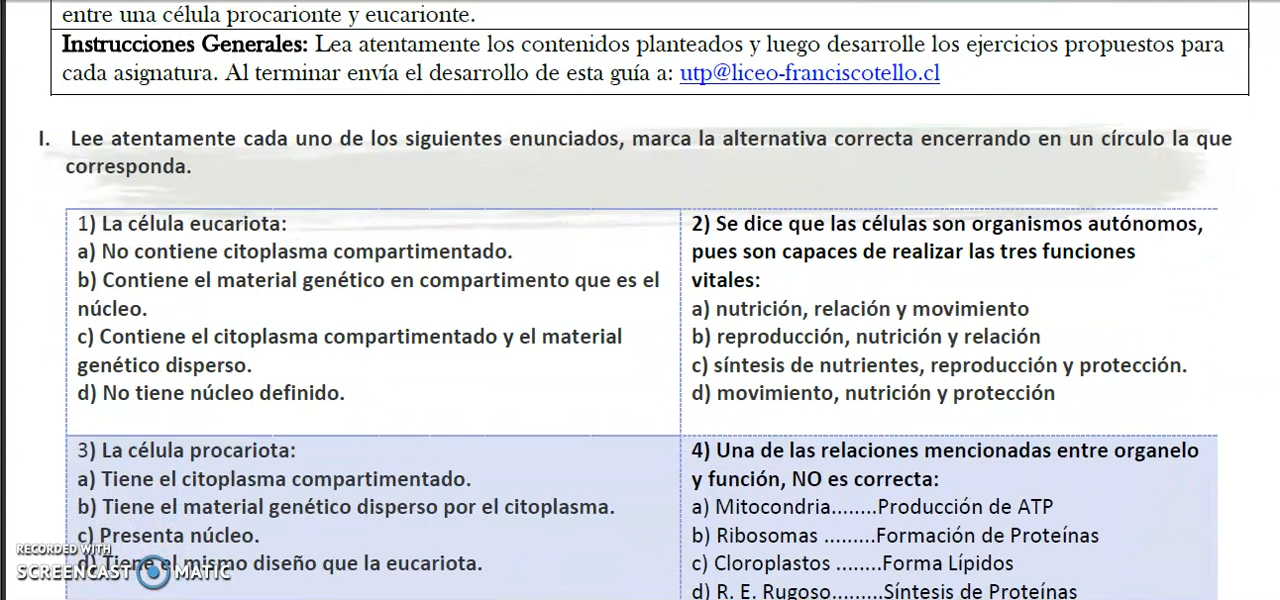 entre una célula procarionte y eucarionte.
Instrucciones Generales: Lea atentamente los contenidos planteados y luego desarrolle los ejercicios propuestos para
cada asignatura. Al terminar envía el desarrollo de esta guía a: utp@liceo-franciscotello.cl
I. Lee atentamente cada uno de los siguientes enunciados, marca la alternativa correcta encerrando en un círculo la que
corresponda.
1) La célula eucariota:
a) No contiene citoplasma compartimentado.
b) Contiene el material genético en compartimento que es el
núcleo.
c) Contiene el citoplasma compartimentado y el material
genético disperso.
d) No tiene núcleo definido.
2) Se dice que las células son organismos autónomos,
pues son capaces de realizar las tres funciones
vitales:
a) nutrición, relación y movimiento
b) reproducción, nutrición y relación
c) síntesis de nutrientes, reproducción y protección.
d) movimiento, nutrición y protección
3) La célula procariota:
a) Tiene el citoplasma compartimentado.
b) Tiene el material genético disperso por el citoplasma.
c) Presenta núcleo.
d) Tiene el mismo diseño que la eucariota.
4) Una de las relaciones mencionadas entre organelo
y función, NO es correcta:
a) Mitocondria........Producción de ATP
b) Ribosomas .........Formación de Proteínas
c) Cloroplastos ........Forma Lípidos
d) R. E. Rugoso.........Síntesis de Proteínas
RECORDED WITH
SCREENCAST MATIC